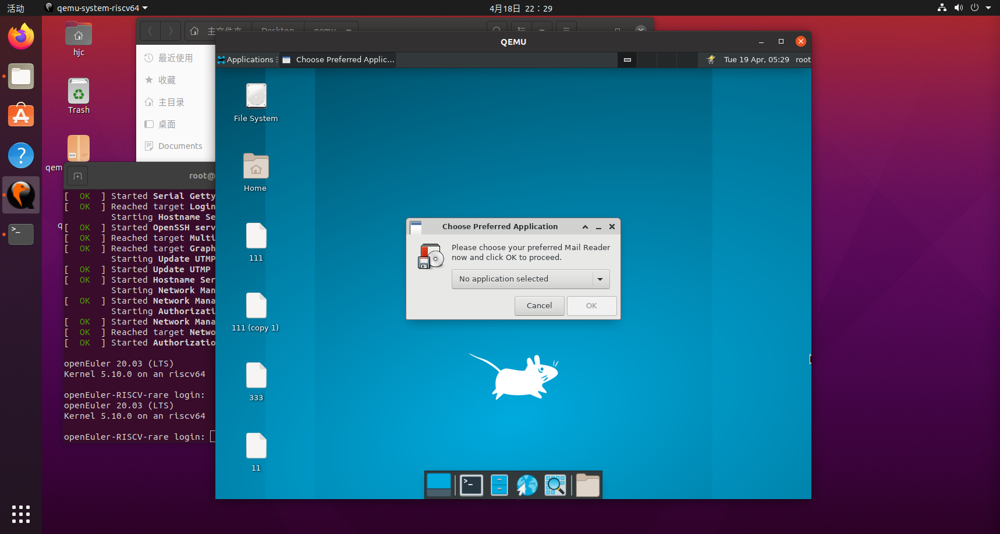 活动
qemu-system-riscv64
4月18日 22：29
hjc
Trash
qem
q
主文件夹
Desktop
qemu
最近使用
收藏
主目录
桌面
Documents
root@
[  OK  ] Started Serial Getty
[  OK  ] Reached target Login
Starting Hostname Se
[  OK  ] Started OpenSSH serv
[  OK  ] Reached target Multi
[  OK  ] Reached target Graph
Starting Update UTMP
[  OK  ] Started Update UTMP
[  OK  ] Started Hostname Ser
Starting Network Man
[  OK  ] Started Network Mana
Starting Authorizati
[  OK  ] Started Network Mana
[  OK  ] Reached target Netwo
[  OK  ] Started Authorizatio
openEuler 20.03 (LTS)
Kernel 5.10.0 on an riscv64
openEuler-RISCV-rare login:
openEuler 20.03 (LTS)
Kernel 5.10.0 on an riscv64
openEuler-RISCV-rare login:
QEMU
Applications
Choose Preferred Applic...
Tue 19 Apr, 05:29
root
File System
Home
111
111 (copy 1)
333
11
Choose Preferred Application
Please choose your preferred Mail Reader
now and click OK to proceed.
No application selected
Cancel
OK